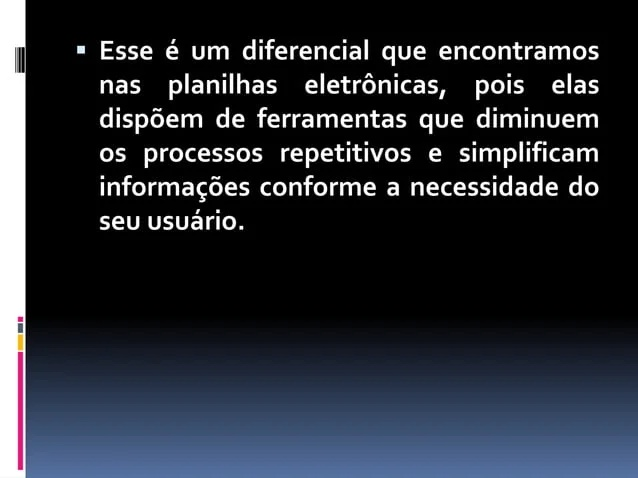 ▪ Esse é um diferencial que encontramos
nas planilhas eletrônicas, pois elas
dispõem de ferramentas que diminuem
os processos repetitivos e simplificam
informações conforme a necessidade do
seu usuário.